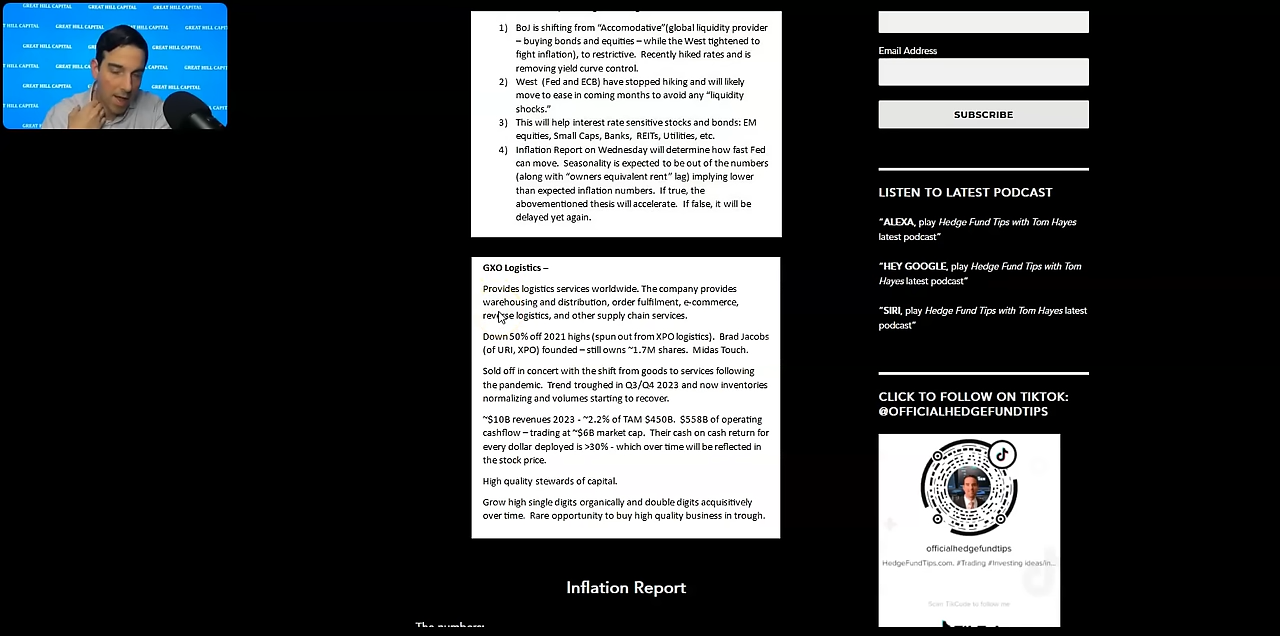 GREAT HILL CAPITAL
1) BoJ is shifting from “Accomodative”(global liquidity provider
– buying bonds and equities – while the West tightened to
fight inflation), to restrictive. Recently hiked rates and is
removing yield curve control.
2) West (Fed and ECB) have stopped hiking and will likely
move to ease in coming months to avoid any “liquidity
shocks.”
3) This will help interest rate sensitive stocks and bonds: EM
equities, Small Caps, Banks, REITs, Utilities, etc.
4) Inflation Report on Wednesday will determine how fast Fed
can move. Seasonality is expected to be out of the numbers
(along with “owners equivalent rent” lag) implying lower
than expected inflation numbers. If true, the
abovementioned thesis will accelerate. If false, it will be
delayed yet again.
GXO Logistics –
Provides logistics services worldwide. The company provides
warehousing and distribution, order fulfilment, e-commerce,
reverse logistics, and other supply chain services.
Down 50% off 2021 highs (spun out from XPO logistics). Brad Jacobs
(of URI, XPO) founded – still owns ~1.7M shares. Midas Touch.
Sold off in concert with the shift from goods to services following
the pandemic. Trend troughed in Q3/Q4 2023 and now inventories
normalizing and volumes starting to recover.
~$10B revenues 2023 - ~2.2% of TAM $450B. $558B of operating
cashflow – trading at ~$6B market cap. Their cash on cash return for
every dollar deployed is >30% - which over time will be reflected in
the stock price.
High quality stewards of capital.
Grow high single digits organically and double digits acquisitively
over time. Rare opportunity to buy high quality business in trough.
Inflation Report
The numbers:
Email Address
SUBSCRIBE
LISTEN TO LATEST PODCAST
“ALEXA, play Hedge Fund Tips with Tom Hayes
latest podcast”
“HEY GOOGLE, play Hedge Fund Tips with Tom
Hayes latest podcast”
“SIRI, play Hedge Fund Tips with Tom Hayes latest
podcast”
CLICK TO FOLLOW ON TIKTOK:
@OFFICIALHEDGEFUNDTIPS
officialhedgefundtips
HedgeFundTips.com. #Trading #Investing ideas/in...
Scan TikCode to follow me